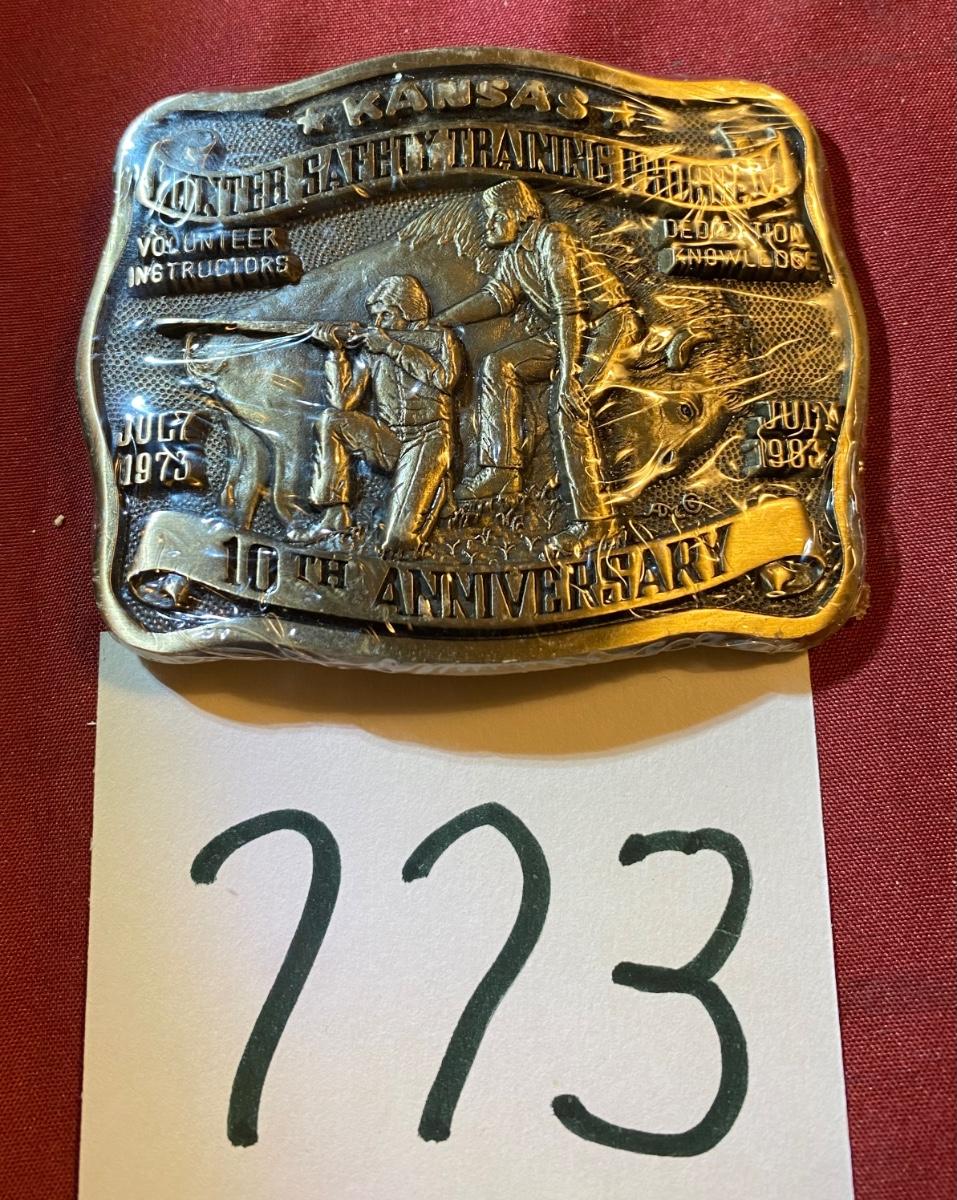 ★ KANSAS ★
HUNTER SAFETY TRAINING PROGRAM
VOLUNTEER
INSTRUCTORS
DEDICATION
KNOWLEDGE
JULY
1973
JULY
1983
10TH ANNIVERSARY
773